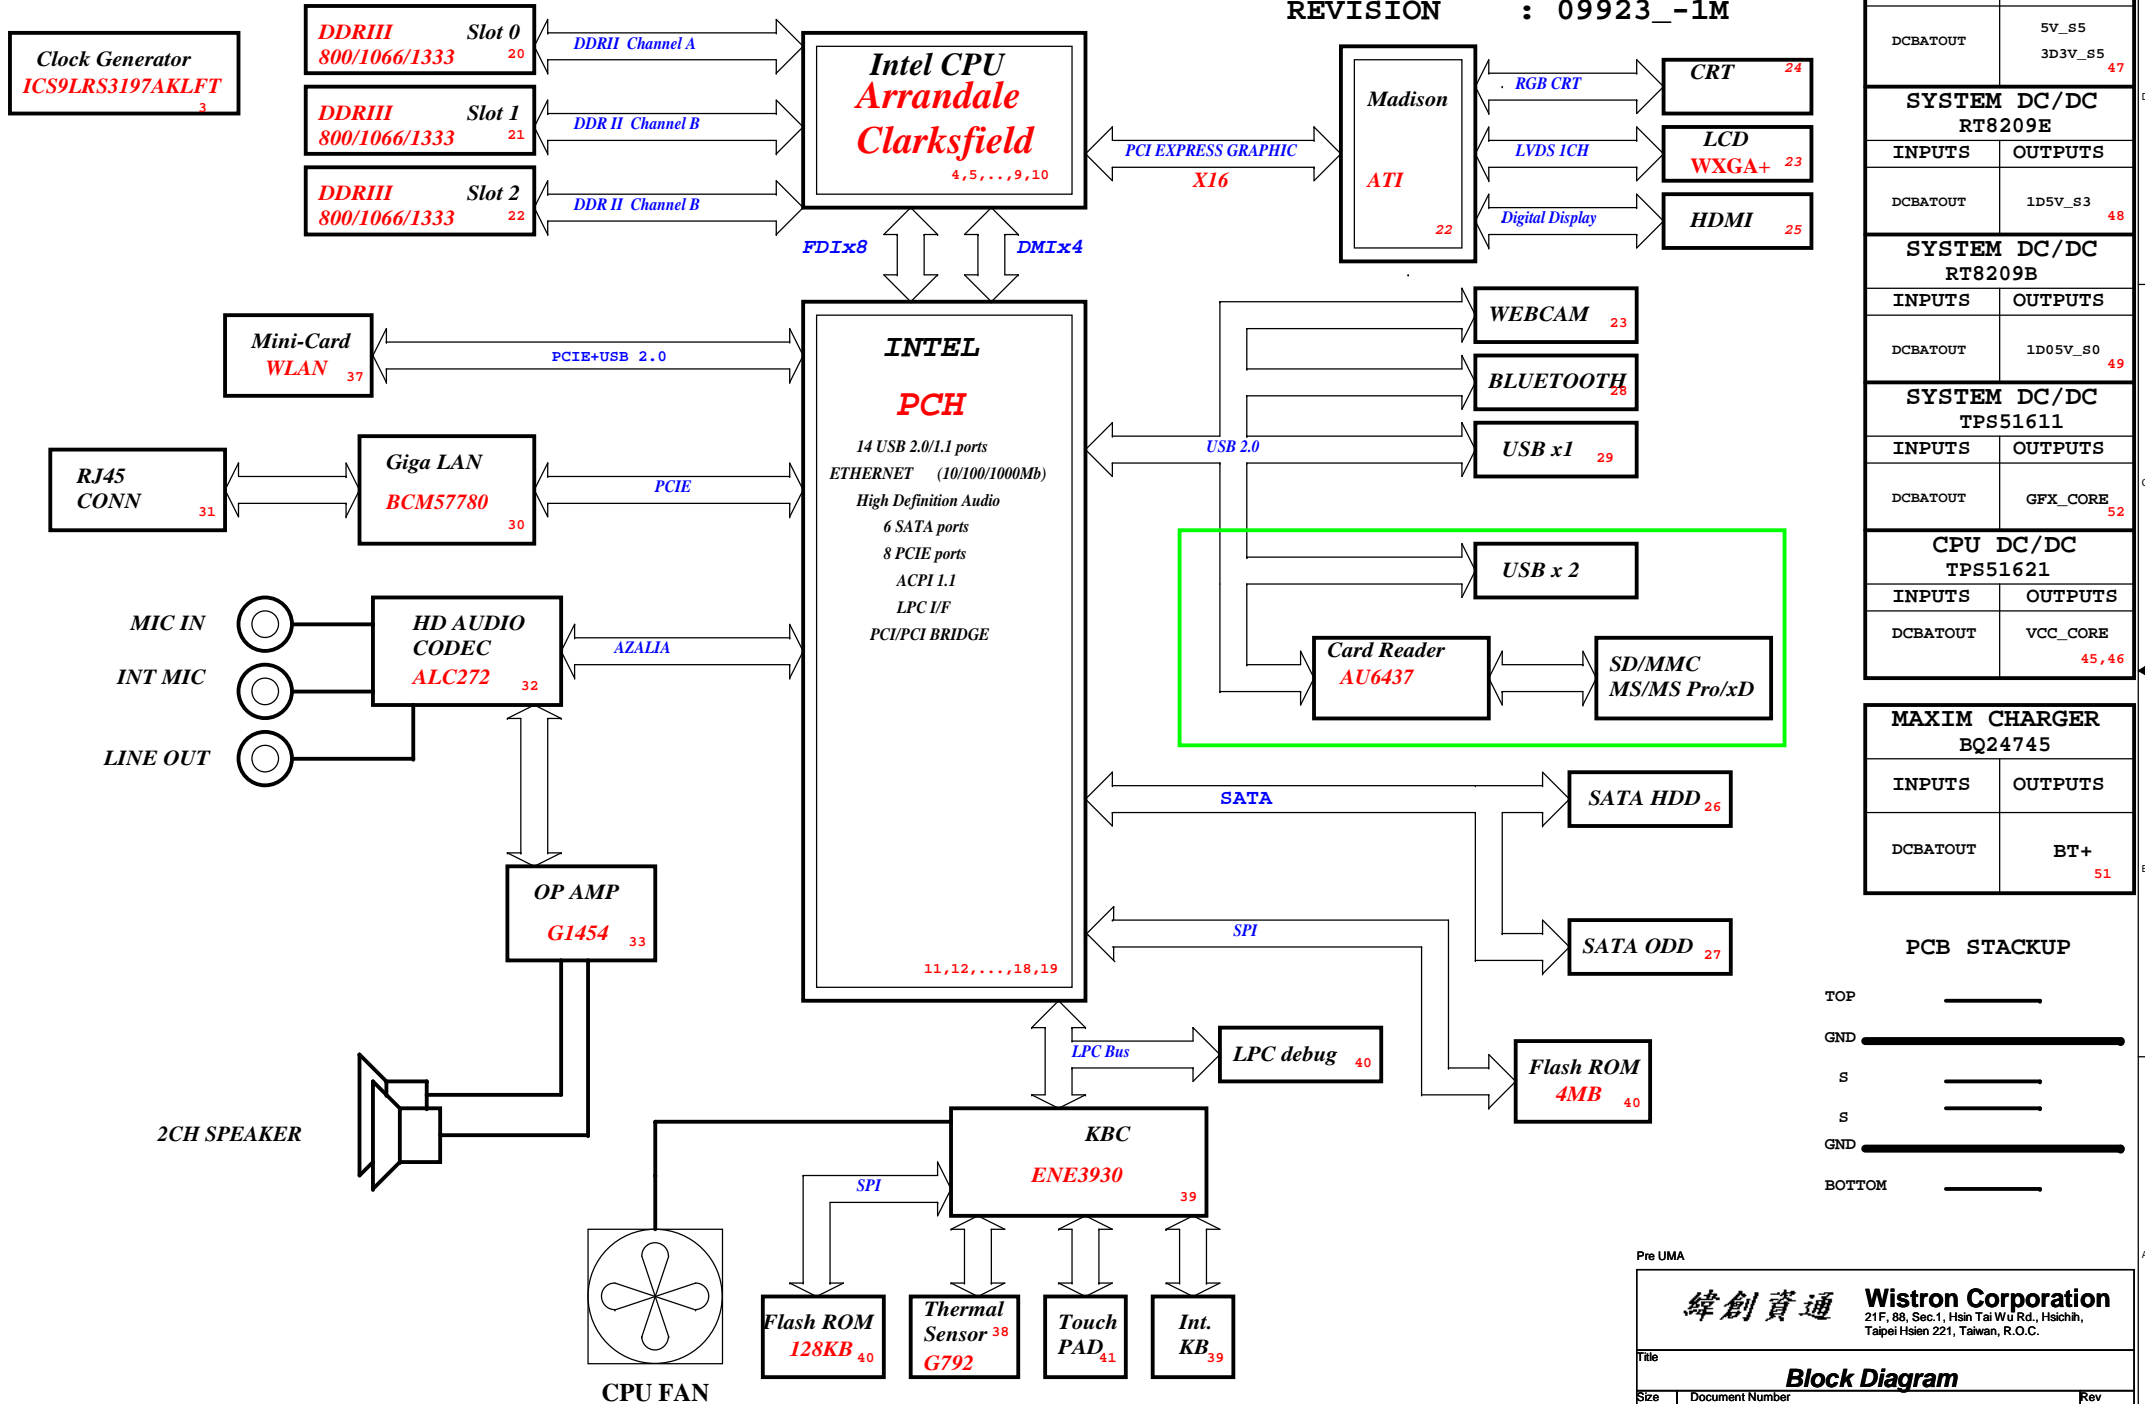 REVISION : 09923_-1M
Clock Generator
ICS9LRS3197AKLFT
3
DDRIII Slot 0
800/1066/1333 20
DDRII Channel A
DDRIII Slot 1
800/1066/1333 21
DDR II Channel B
DDRIII Slot 2
800/1066/1333 22
DDR II Channel B
Intel CPU
Arrandale
Clarksfield
4,5,..,9,10
PCI EXPRESS GRAPHIC
X16
Madison
ATI
22
RGB CRT
CRT 24
LVDS 1CH
LCD
WXGA+ 23
Digital Display
HDMI
25
FDIx8
DMIx4
Mini-Card
WLAN 37
PCIE+USB 2.0
RJ45
CONN
31
Giga LAN
BCM57780
30
PCIE
INTEL
PCH
14 USB 2.0/1.1 ports
ETHERNET (10/100/1000Mb)
High Definition Audio
6 SATA ports
8 PCIE ports
ACPI 1.1
LPC I/F
PCI/PCI BRIDGE
11,12,...,18,19
USB 2.0
WEBCAM 23
BLUETOOTH
28
USB x1 29
USB x 2
Card Reader
AU6437
SD/MMC
MS/MS Pro/xD
MIC IN
INT MIC
LINE OUT
HD AUDIO
CODEC
ALC272 32
AZALIA
OP AMP
G1454 33
2CH SPEAKER
SATA
SATA HDD 26
SATA ODD 27
SPI
Flash ROM
4MB 40
LPC Bus
LPC debug 40
KBC
ENE3930
39
SPI
CPU FAN
Flash ROM
128KB 40
Thermal
Sensor 38
G792
Touch
PAD 41
Int.
KB 39
DCBATOUT
5V_S5
3D3V_S5
47
SYSTEM DC/DC
RT8209E
INPUTS OUTPUTS
DCBATOUT 1D5V_S3
48
SYSTEM DC/DC
RT8209B
INPUTS OUTPUTS
DCBATOUT 1D05V_S0
49
SYSTEM DC/DC
TPS51611
INPUTS OUTPUTS
DCBATOUT GFX_CORE
52
CPU DC/DC
TPS51621
INPUTS OUTPUTS
DCBATOUT VCC_CORE
45,46
MAXIM CHARGER
BQ24745
INPUTS OUTPUTS
DCBATOUT BT+
51
PCB STACKUP
TOP
GND
S
S
GND
BOTTOM
Pre UMA
緯創資通
Wistron Corporation
21F, 88, Sec.1, Hsin Tai Wu Rd., Hsichih,
Taipei Hsien 221, Taiwan, R.O.C.
Title
Block Diagram
Size Document Number Rev